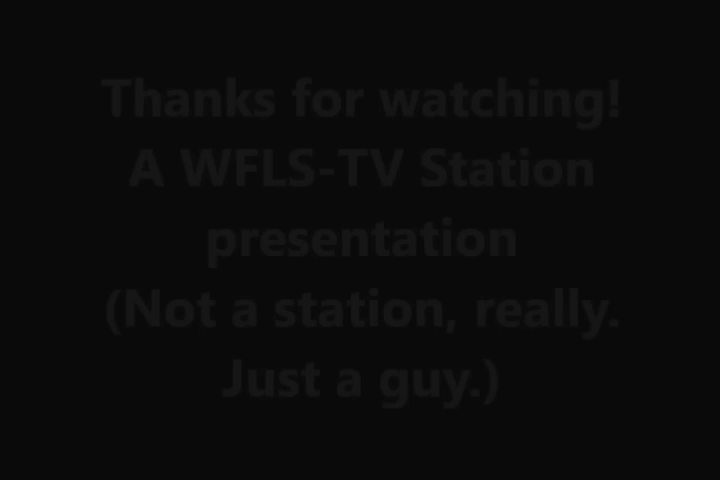 Thanks for watching!
A WFLS-TV Station
presentation
(Not a station, really.
Just a guy.)